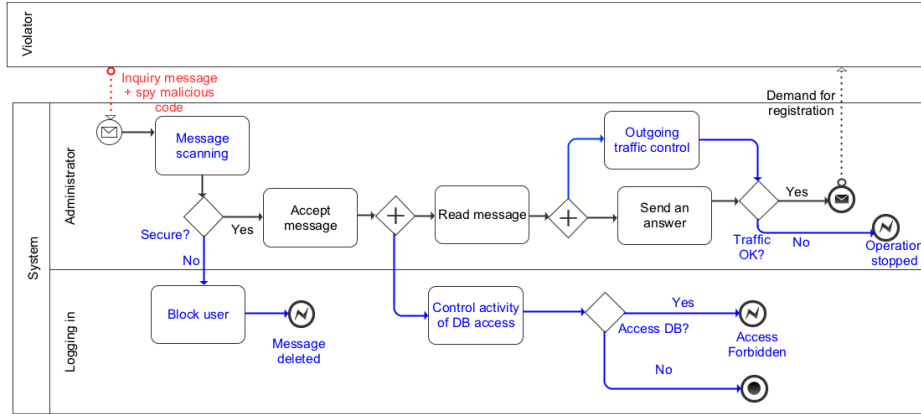 Violator
Inquiry message
+ spy malicious
code
Demand for
registration
System
Administrator
Message
scanning
Outgoing
traffic control
Secure?
Yes
Accept
message
Read message
Send an
answer
Yes
Traffic
OK?
No
Operation
stopped
No
Logging in
Block user
Message
deleted
Control activity
of DB access
Access DB?
Yes
Access
Forbidden
No